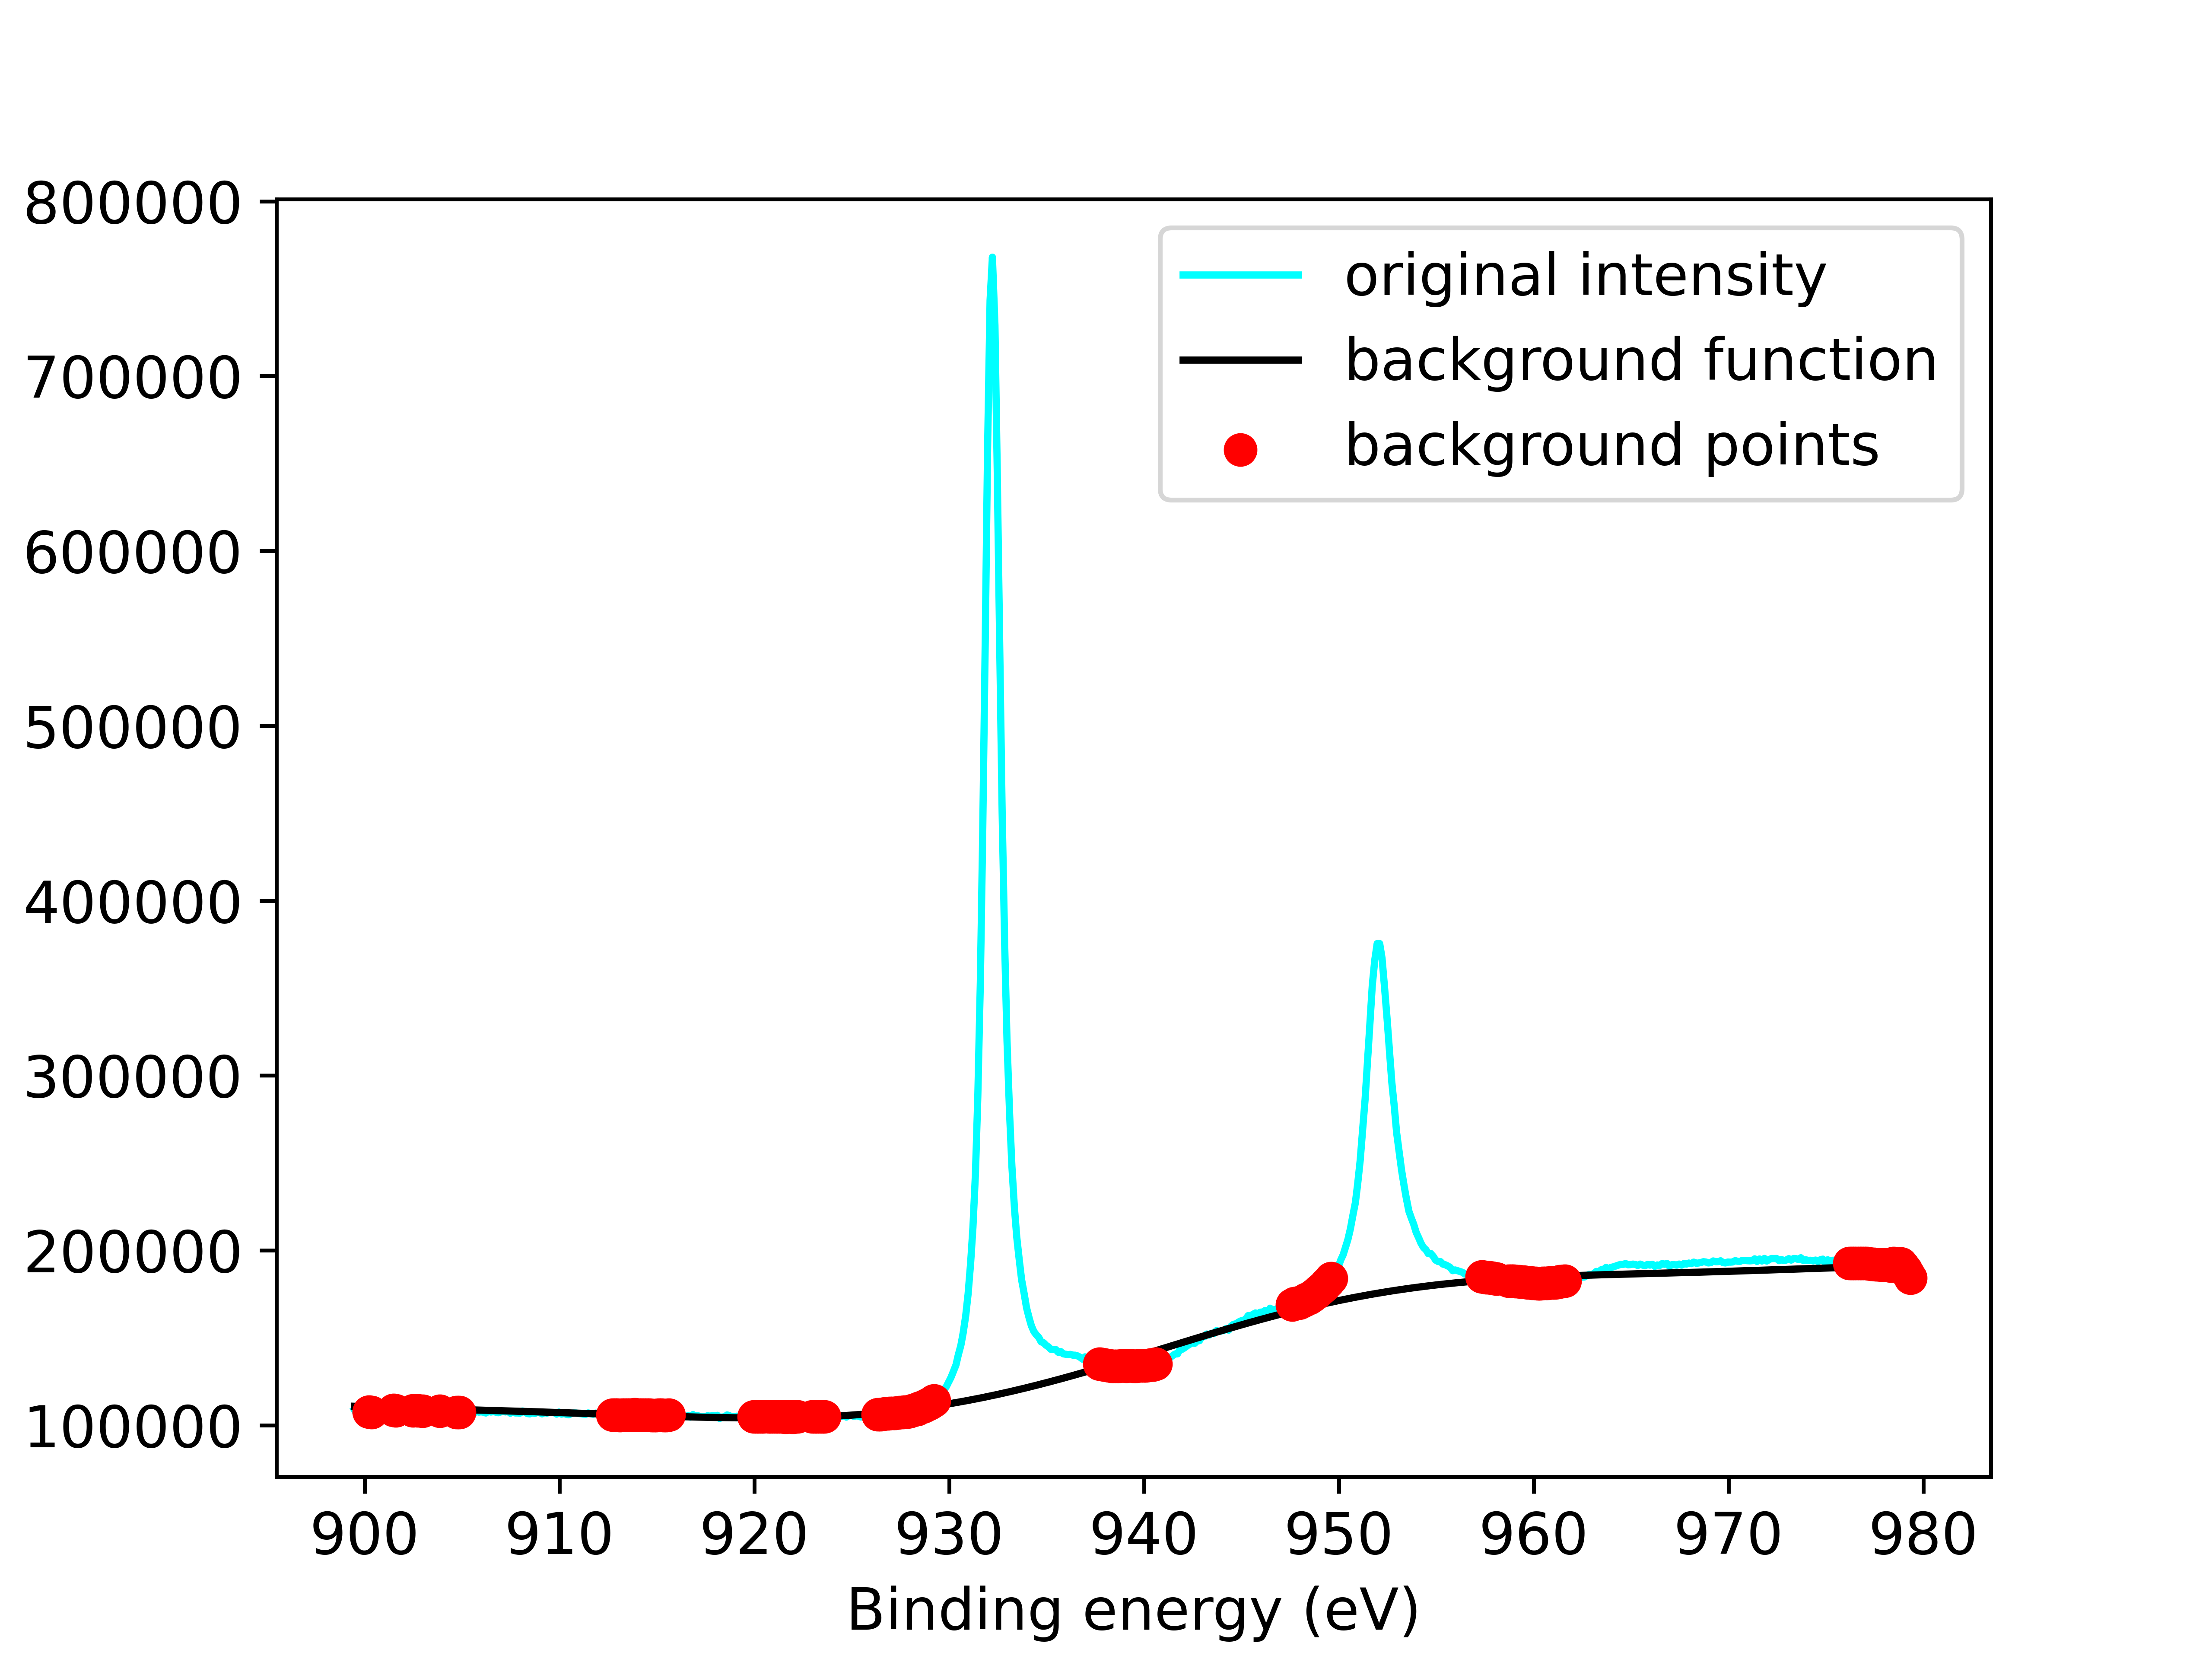 800000
700000
600000
500000
400000
300000
200000
100000
original intensity
background function
background points
900 910 920 930 940 950 960 970 980
Binding energy (eV)